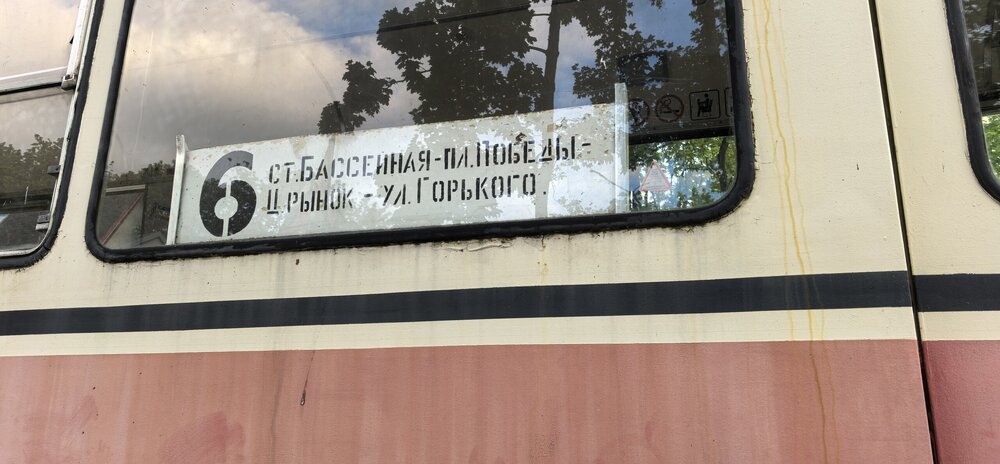 6
СТ.БАССЕЙНАЯ-ПЛ.ПОБЕДЫ-
Ц.РЫНОК - УЛ.ГОРЬКОГО.